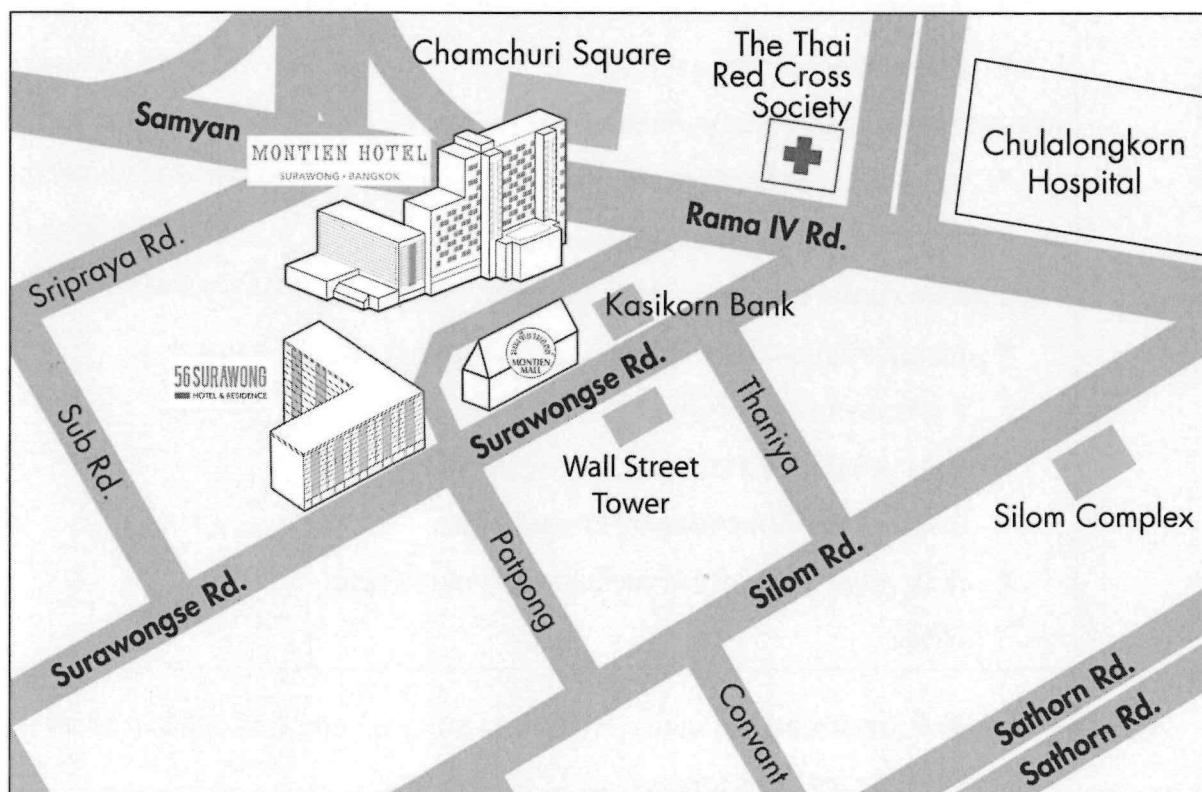 Chamchuri Square
The Thai
Red Cross
Society
Samyan
MONTIEN HOTEL
SURAWONG • BANGKOK
Chulalongkorn
Hospital
Rama IV Rd.
Sripraya Rd.
Kasikorn Bank
MONTIEN
MALL
56 SURAWONG
HOTEL & RESIDENCE
Surawongse Rd.
Thaniya
Sub Rd.
Wall Street
Tower
Silom Complex
Patpong
Silom Rd.
Surawongse Rd.
Convant
Sathorn Rd.
Sathorn Rd.